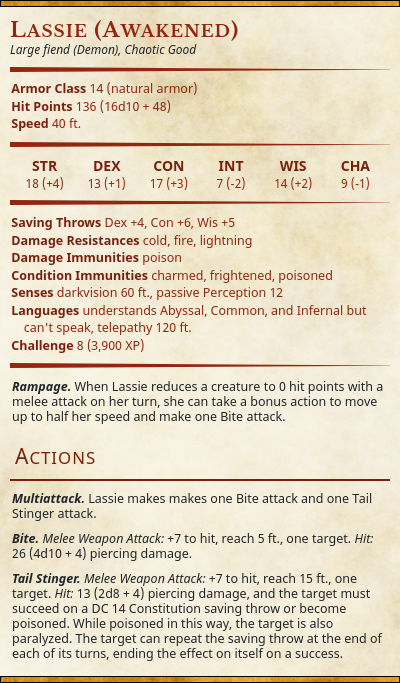 Lassie (Awakened)
Large fiend (Demon), Chaotic Good
Armor Class 14 (natural armor)
Hit Points 136 (16d10 + 48)
Speed 40 ft.
STR DEX CON INT WIS CHA
18 (+4) 13 (+1) 17 (+3) 7 (-2) 14 (+2) 9 (-1)
Saving Throws Dex +4, Con +6, Wis +5
Damage Resistances cold, fire, lightning
Damage Immunities poison
Condition Immunities charmed, frightened, poisoned
Senses darkvision 60 ft., passive Perception 12
Languages understands Abyssal, Common, and Infernal but
can't speak, telepathy 120 ft.
Challenge 8 (3,900 XP)
Rampage. When Lassie reduces a creature to 0 hit points with a
melee attack on her turn, she can take a bonus action to move
up to half her speed and make one Bite attack.
Actions
Multiattack. Lassie makes makes one Bite attack and one Tail
Stinger attack.
Bite. Melee Weapon Attack: +7 to hit, reach 5 ft., one target. Hit:
26 (4d10 + 4) piercing damage.
Tail Stinger. Melee Weapon Attack: +7 to hit, reach 15 ft., one
target. Hit: 13 (2d8 + 4) piercing damage, and the target must
succeed on a DC 14 Constitution saving throw or become
poisoned. While poisoned in this way, the target is also
paralyzed. The target can repeat the saving throw at the end of
each of its turns, ending the effect on itself on a success.